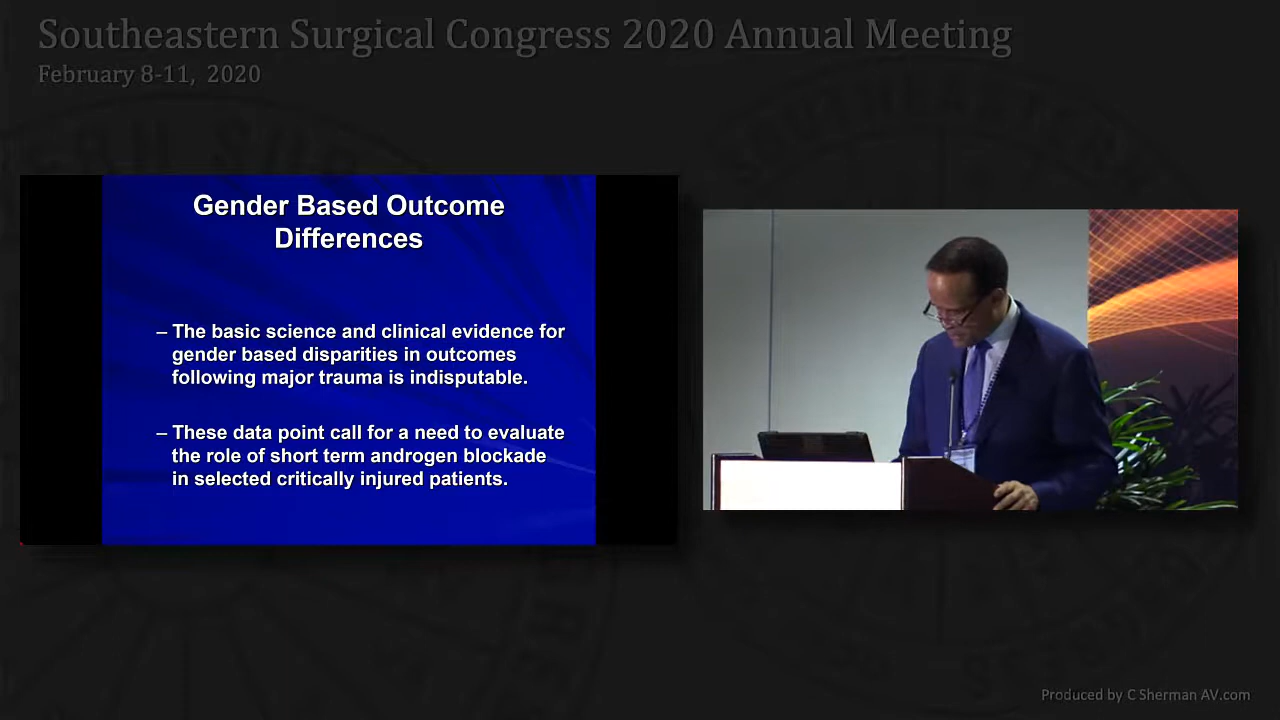 Southeastern Surgical Congress 2020 Annual Meeting
February 8-11, 2020
Gender Based Outcome
Differences
– The basic science and clinical evidence for
gender based disparities in outcomes
following major trauma is indisputable.
– These data point call for a need to evaluate
the role of short term androgen blockade
in selected critically injured patients.
Produced by C Sherman AV.com